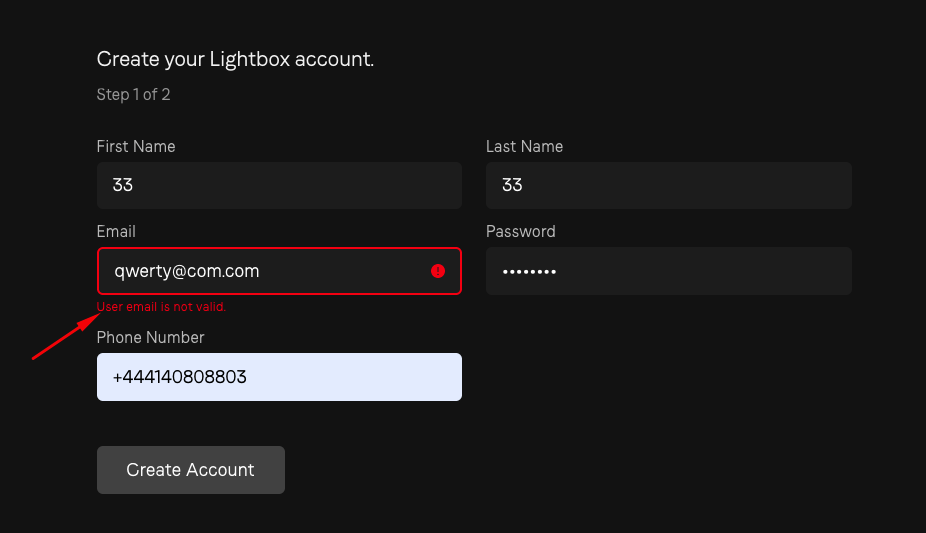 Create your Lightbox account.
Step 1 of 2
First Name
Last Name
33
33
Email
Password
qwerty@com.com
••••••••
User email is not valid.
Phone Number
+444140808803
Create Account